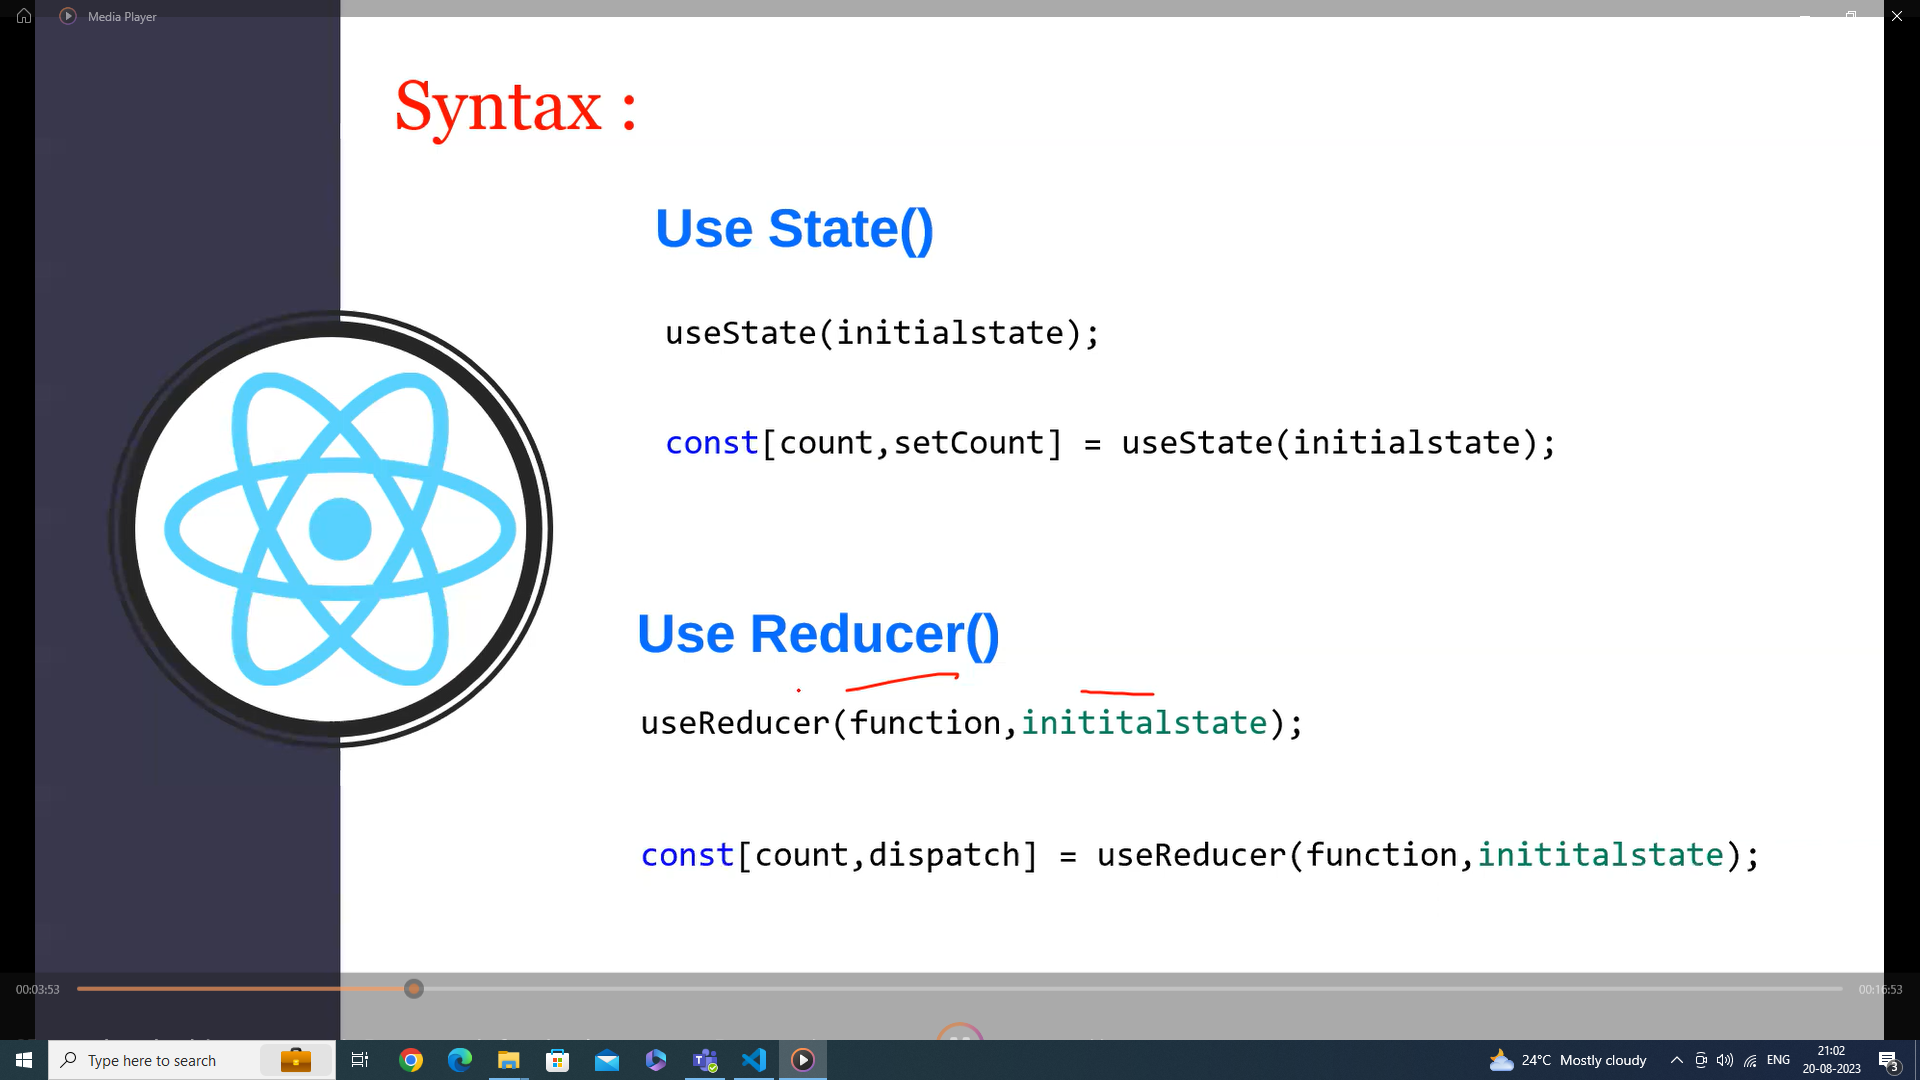 Media Player
Syntax :
Use State()
useState(initialstate);
const[count,setCount] = useState(initialstate);
Use Reducer()
useReducer(function,inititalstate);
const[count,dispatch] = useReducer(function,inititalstate);
00:03:53
00:16:53
Type here to search
24°C Mostly cloudy
ENG
21:02
20-08-2023
3